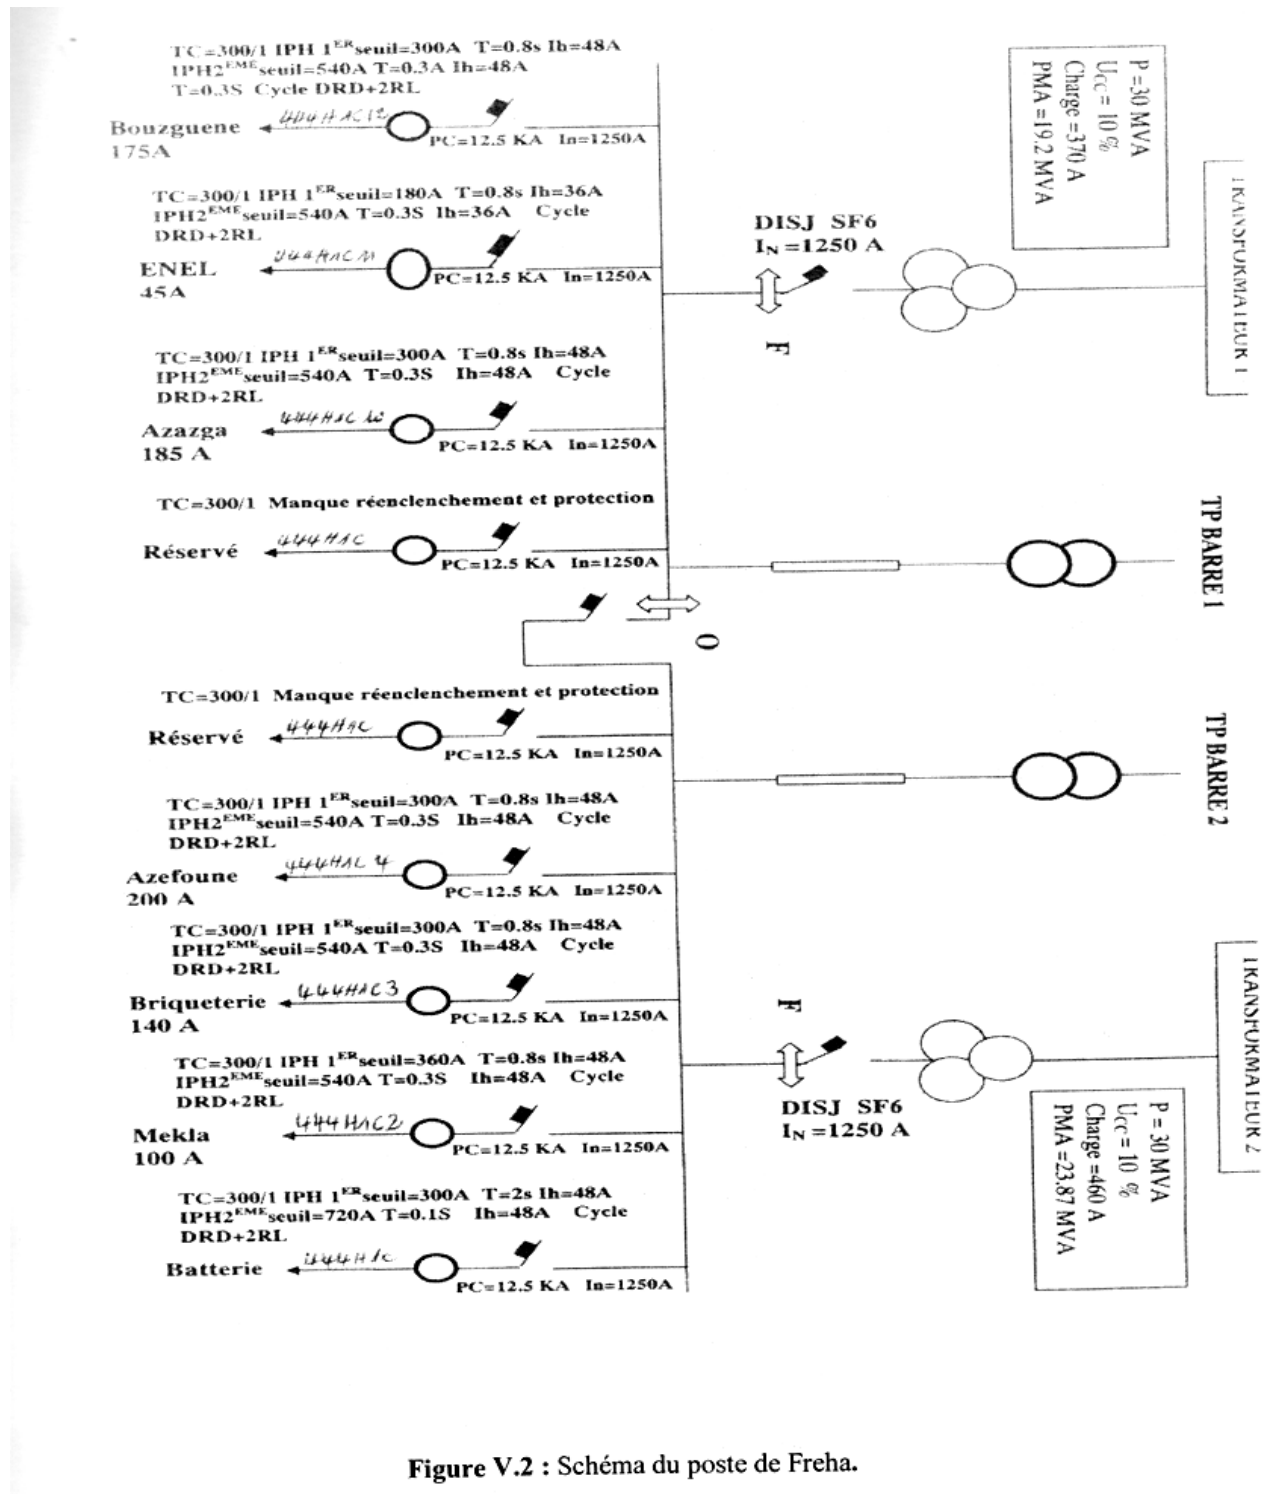 TC=300/1 IPH 1ERseuil=300A T=0.8s Ih=48A
IPH2EMEseuil=540A T=0.3A Ih=48A
T=0.3S Cycle DRD+2RL
Bouzguene
444HAC12
PC=12.5 KA In=1250A
175A
TC=300/1 IPH 1ERseuil=180A T=0.8s Ih=36A
IPH2EMEseuil=540A T=0.3S Ih=36A Cycle
DRD+2RL
ENEL
444HAC11
PC=12.5 KA In=1250A
45A
TC=300/1 IPH 1ERseuil=300A T=0.8s Ih=48A
IPH2EMEseuil=540A T=0.3S Ih=48A Cycle
DRD+2RL
Azazga
444HAC 10
PC=12.5 KA In=1250A
185 A
TC=300/1 Manque réenclenchement et protection
Réservé
444HAC
PC=12.5 KA In=1250A
O
TC=300/1 Manque réenclenchement et protection
Réservé
444HAC
PC=12.5 KA In=1250A
TC=300/1 IPH 1ERseuil=300A T=0.8s Ih=48A
IPH2EMEseuil=540A T=0.3S Ih=48A Cycle
DRD+2RL
Azefoune
444HAC 4
PC=12.5 KA In=1250A
200 A
TC=300/1 IPH 1ERseuil=300A T=0.8s Ih=48A
IPH2EMEseuil=540A T=0.3S Ih=48A Cycle
DRD+2RL
Briqueterie
444HAC3
PC=12.5 KA In=1250A
140 A
TC=300/1 IPH 1ERseuil=360A T=0.8s Ih=48A
IPH2EMEseuil=540A T=0.3S Ih=48A Cycle
DRD+2RL
Mekla
444HAC2
PC=12.5 KA In=1250A
100 A
TC=300/1 IPH 1ERseuil=300A T=2s Ih=48A
IPH2EMEseuil=720A T=0.1S Ih=48A Cycle
DRD+2RL
Batterie
444HAC
PC=12.5 KA In=1250A
DISJ SF6
IN =1250 A
F
P =30 MVA
Ucc = 10 %
Charge =370 A
PMA =19.2 MVA
TRANSFORMATEUR 1
TP BARRE 1
TP BARRE 2
F
DISJ SF6
IN =1250 A
P = 30 MVA
Ucc = 10 %
Charge =460 A
PMA =23.87 MVA
TRANSFORMATEUR 2
Figure V.2 : Schéma du poste de Freha.